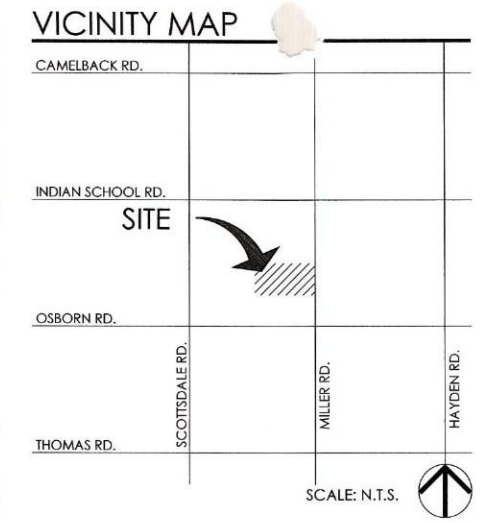 VICINITY MAP
CAMELBACK RD.
INDIAN SCHOOL RD.
SITE
OSBORN RD.
SCOTTSDALE RD.
MILLER RD.
HAYDEN RD.
THOMAS RD.
SCALE: N.T.S.